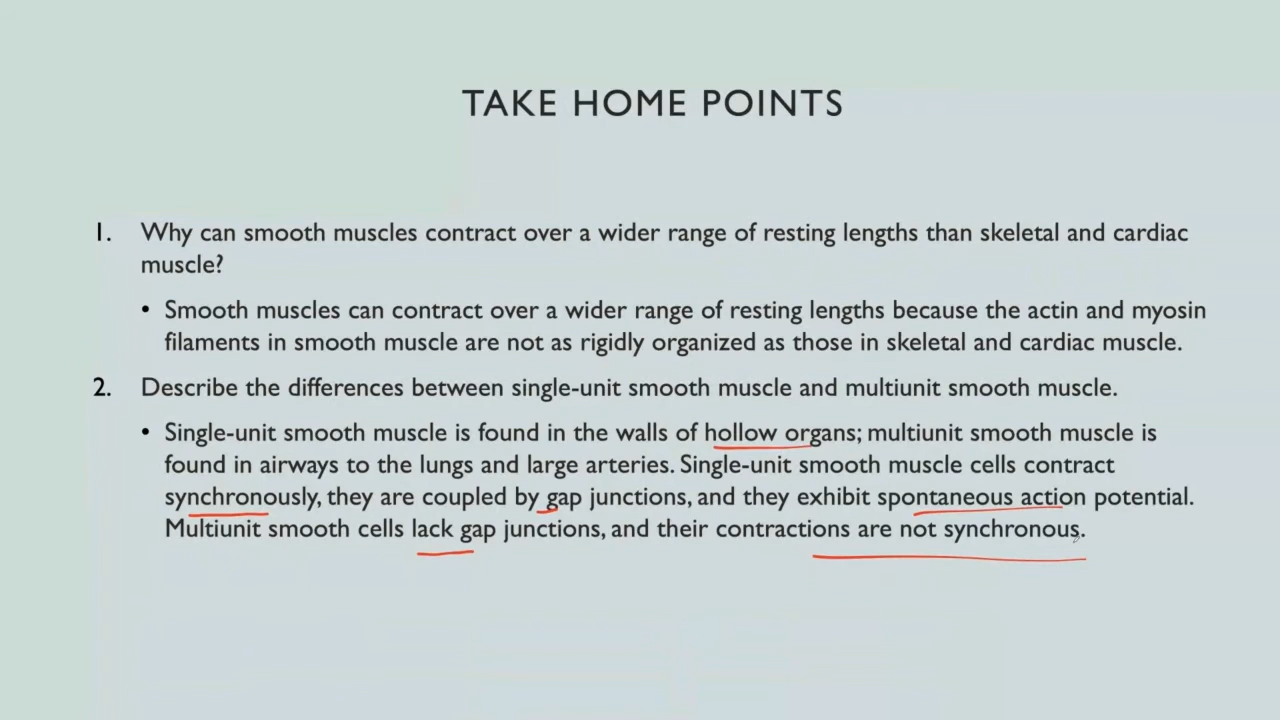 TAKE HOME POINTS
1. Why can smooth muscles contract over a wider range of resting lengths than skeletal and cardiac
muscle?
• Smooth muscles can contract over a wider range of resting lengths because the actin and myosin
filaments in smooth muscle are not as rigidly organized as those in skeletal and cardiac muscle.
2. Describe the differences between single-unit smooth muscle and multiunit smooth muscle.
• Single-unit smooth muscle is found in the walls of hollow organs; multiunit smooth muscle is
found in airways to the lungs and large arteries. Single-unit smooth muscle cells contract
synchronously, they are coupled by gap junctions, and they exhibit spontaneous action potential.
Multiunit smooth cells lack gap junctions, and their contractions are not synchronous.